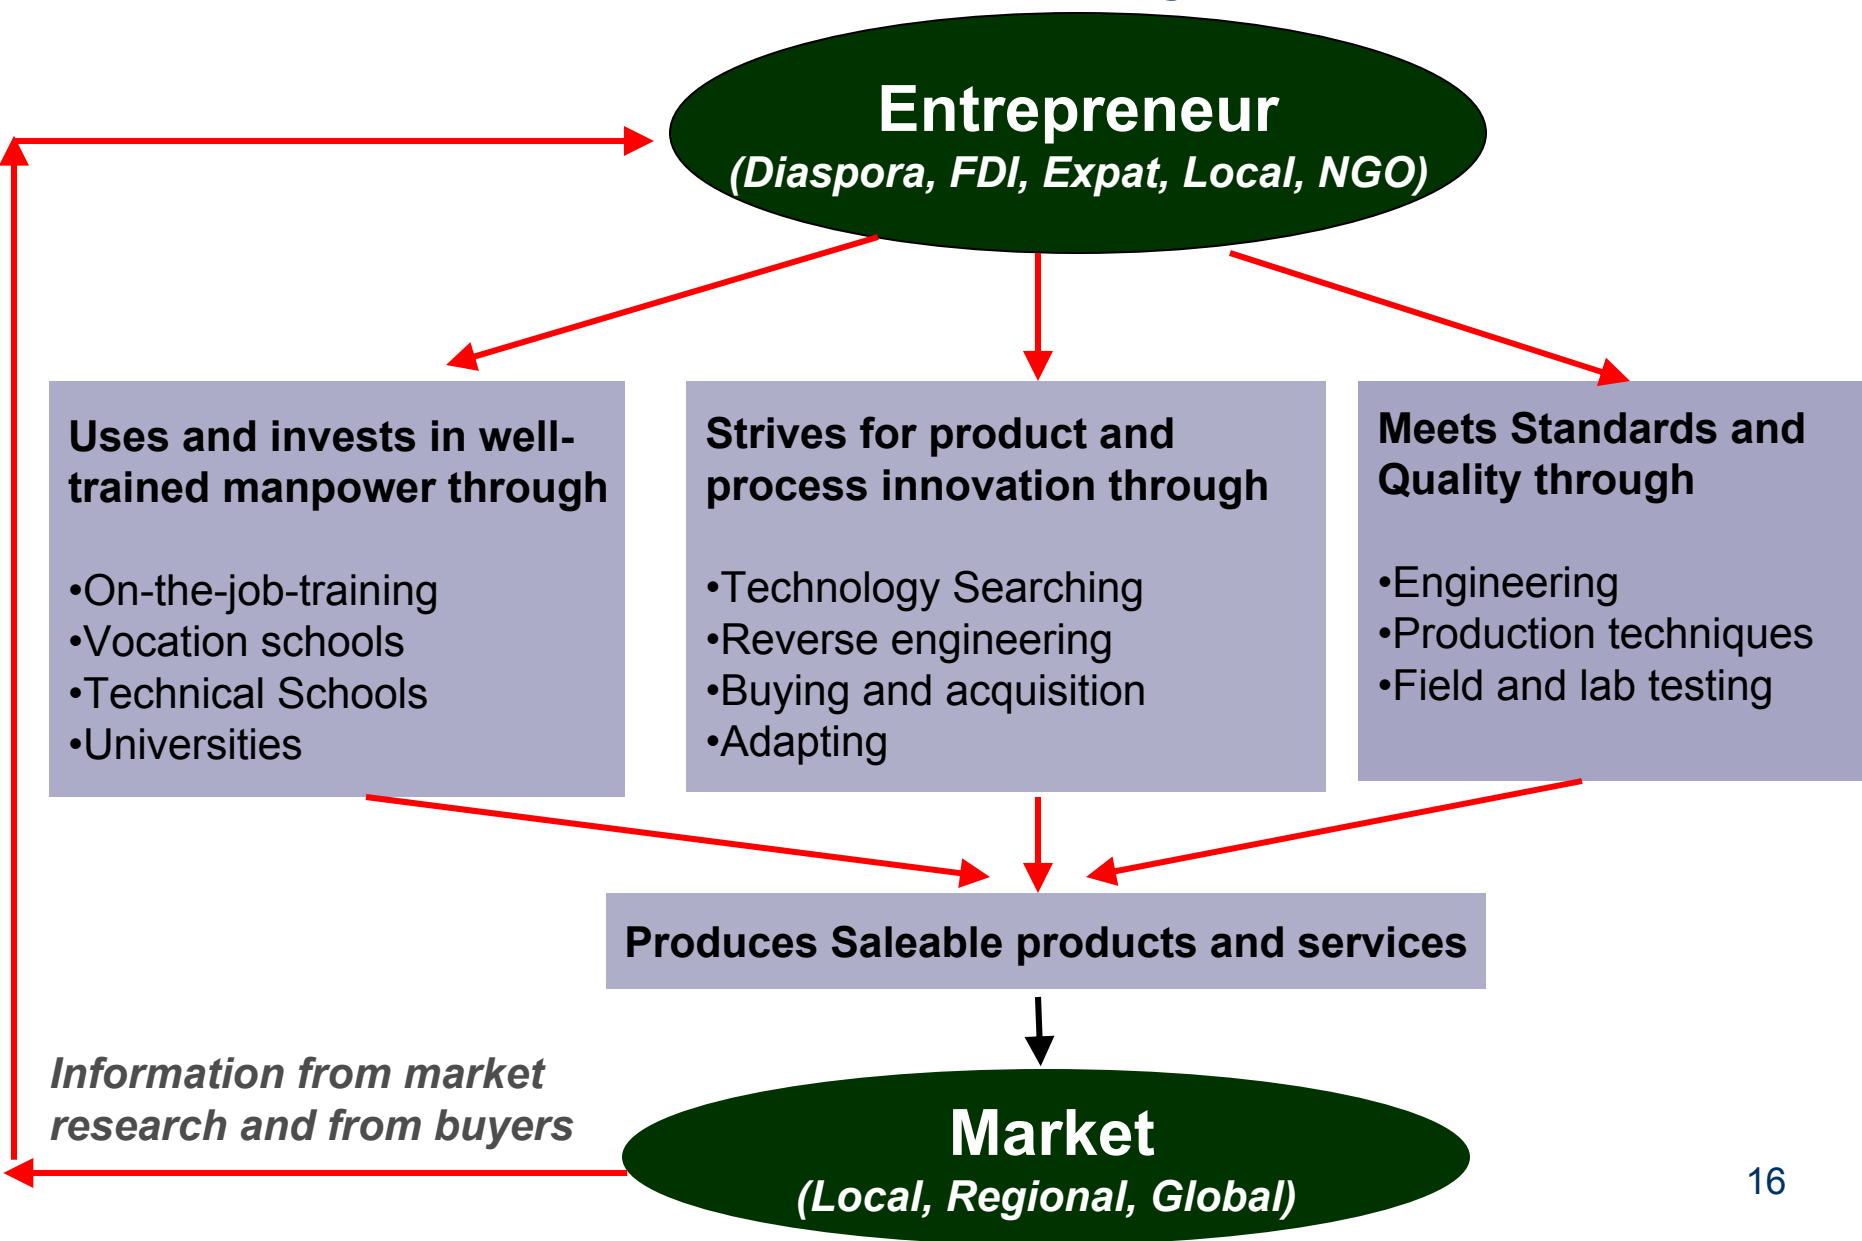 Entrepreneur
(Diaspora, FDI, Expat, Local, NGO)
Uses and invests in well-
trained manpower through
•On-the-job-training
•Vocation schools
•Technical Schools
•Universities
Strives for product and
process innovation through
•Technology Searching
•Reverse engineering
•Buying and acquisition
•Adapting
Meets Standards and
Quality through
•Engineering
•Production techniques
•Field and lab testing
Produces Saleable products and services
Information from market
research and from buyers
Market
(Local, Regional, Global)
16